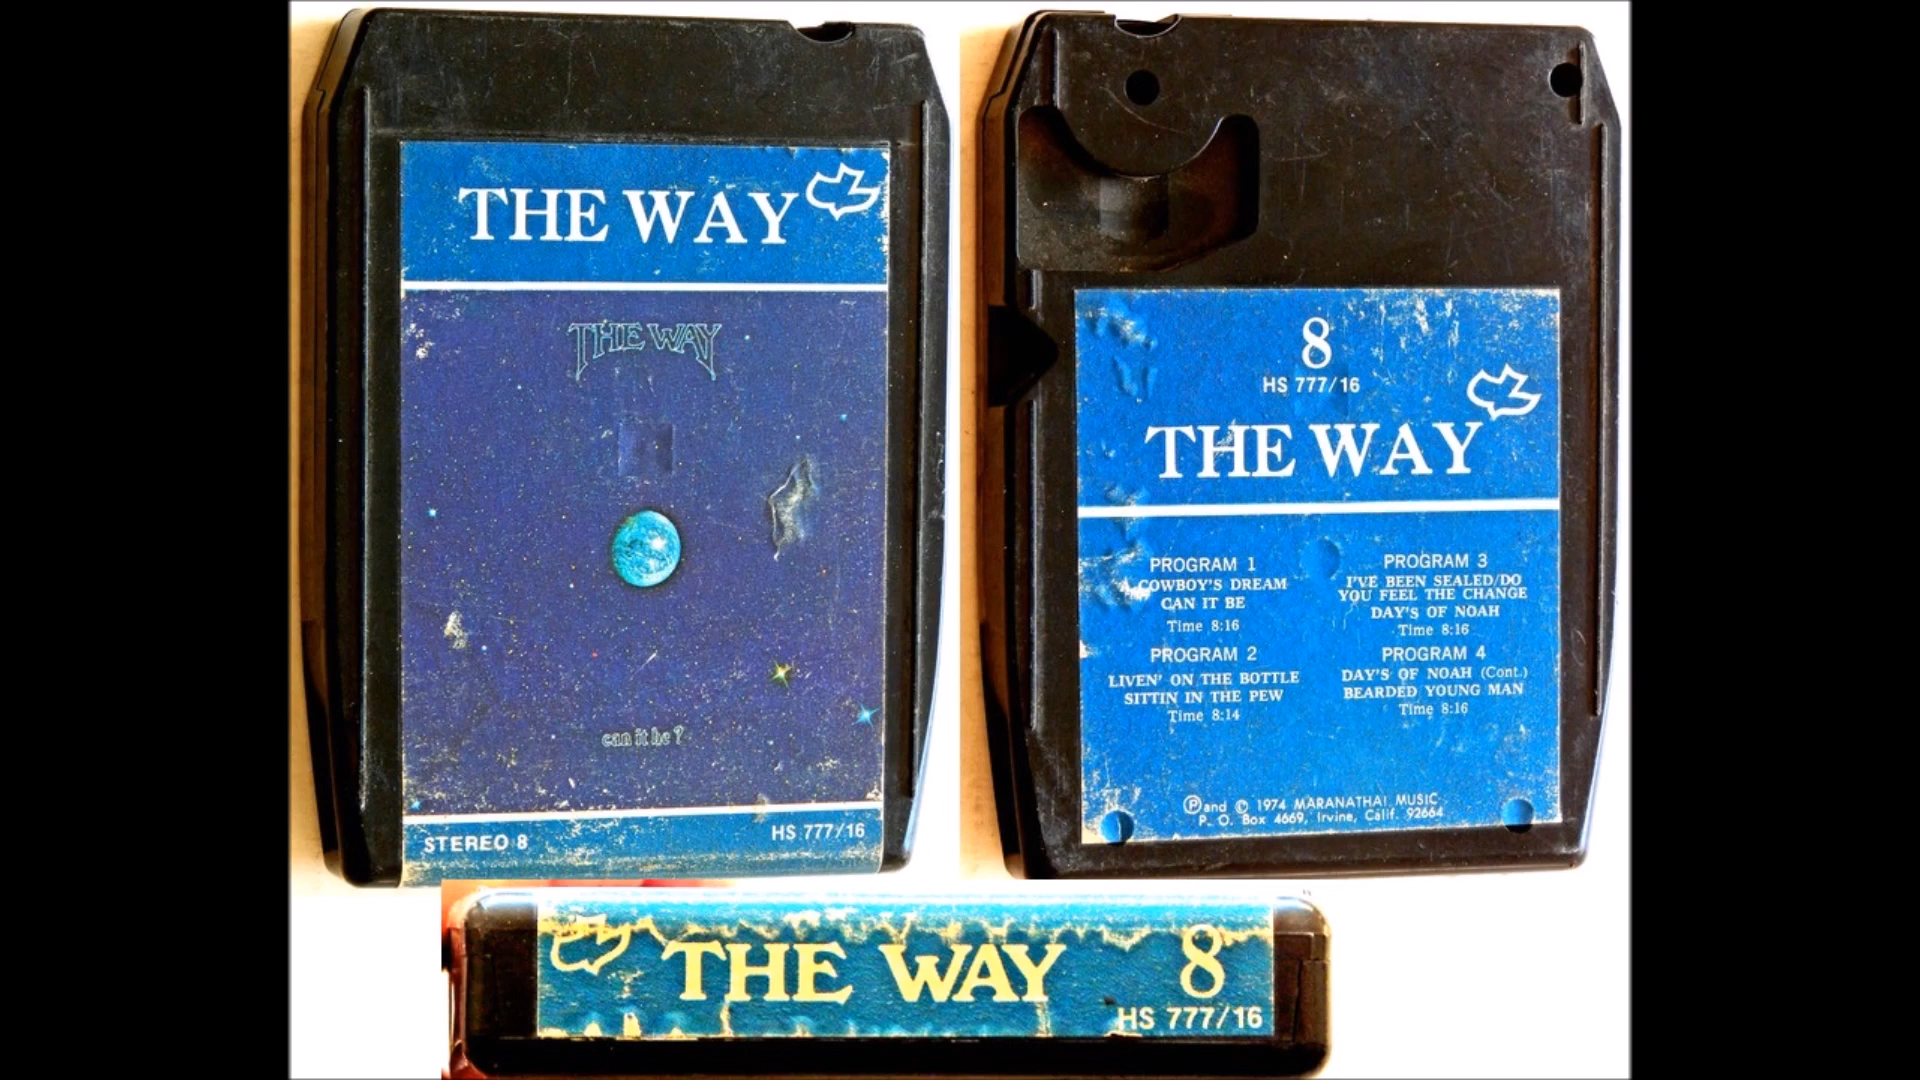 THE WAY
THE WAY
can it be?
STEREO 8
HS 777/16
8
HS 777/16
THE WAY
PROGRAM 1
A COWBOY'S DREAM
CAN IT BE
Time 8:16
PROGRAM 2
LIVEN' ON THE BOTTLE
SITTIN IN THE PEW
Time 8:14
PROGRAM 3
I'VE BEEN SEALED/DO
YOU FEEL THE CHANGE
DAY'S OF NOAH
Time 8:16
PROGRAM 4
DAY'S OF NOAH (Cont.)
BEARDED YOUNG MAN
Time 8:16
Ⓟ and © 1974 MARANATHA! MUSIC
P. O. Box 4669, Irvine, Calif. 92664
THE WAY
8
HS 777/16